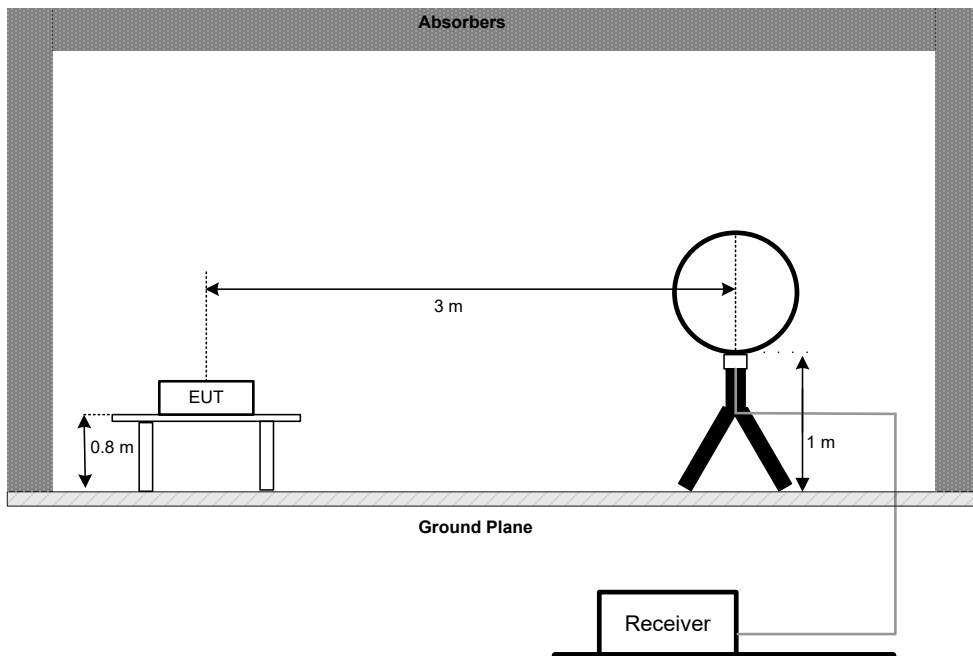 Absorbers
3 m
EUT
0.8 m
1 m
Ground Plane
Receiver